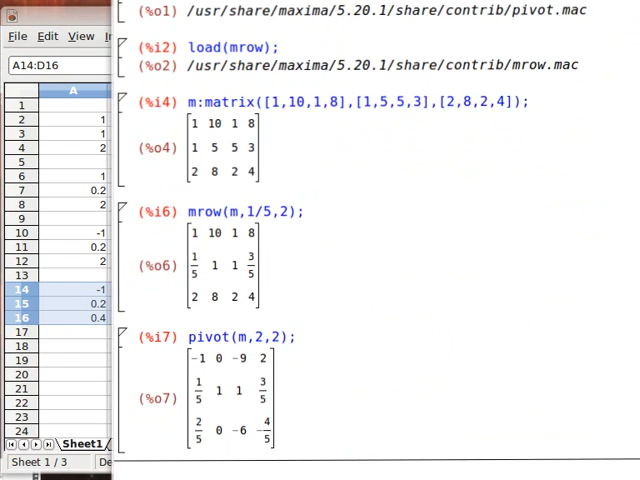 File Edit View
A14:D16
A
1
2 1
3 1
4 2
5
6 1
7 0.2
8 2
9
10 -1
11 0.2
12 2
13
14 -1
15 0.2
16 0.4
17
18
19
20
21
22
23
24
Sheet1
Sheet 1 / 3 De
(%o1) /usr/share/maxima/5.20.1/share/contrib/pivot.mac
(%i2) load(mrow);
(%o2) /usr/share/maxima/5.20.1/share/contrib/mrow.mac
(%i4) m:matrix([1,10,1,8],[1,5,5,3],[2,8,2,4]);
1 10 1 8
(%o4) 1 5 5 3
2 8 2 4
(%i6) mrow(m,1/5,2);
1 10 1 8
(%o6) 1/5 1 1 3/5
2 8 2 4
(%i7) pivot(m,2,2);
-1 0 -9 2
(%o7) 1/5 1 1 3/5
2/5 0 -6 -4/5